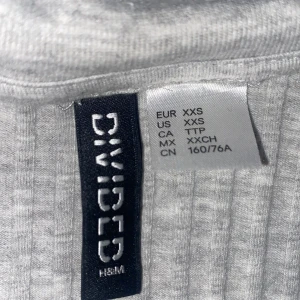 DIVIDED
H&M
EUR XXS
US XXS
CA TTP
MX XXCH
CN 160/76A